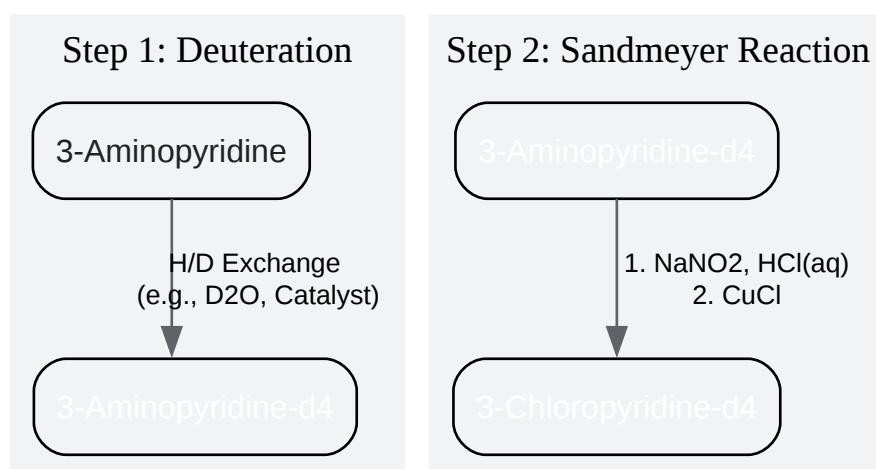 Step 1: Deuteration
3-Aminopyridine
H/D Exchange
(e.g., D2O, Catalyst)
3-Aminopyridine-d4
Step 2: Sandmeyer Reaction
3-Aminopyridine-d4
1. NaNO2, HCl(aq)
2. CuCl
3-Chloropyridine-d4